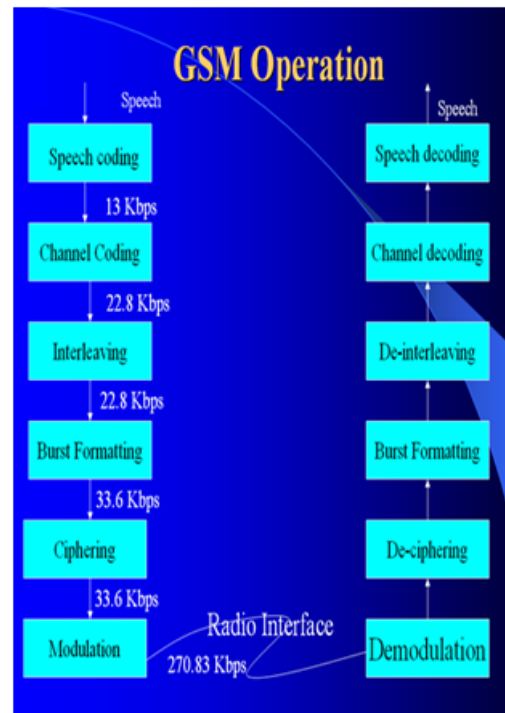 GSM Operation
Speech
Speech coding
13 Kbps
Channel Coding
22.8 Kbps
Interleaving
22.8 Kbps
Burst Formatting
33.6 Kbps
Ciphering
33.6 Kbps
Modulation
Radio Interface
270.83 Kbps
Speech
Speech decoding
Channel decoding
De-interleaving
Burst Formatting
De-ciphering
Demodulation